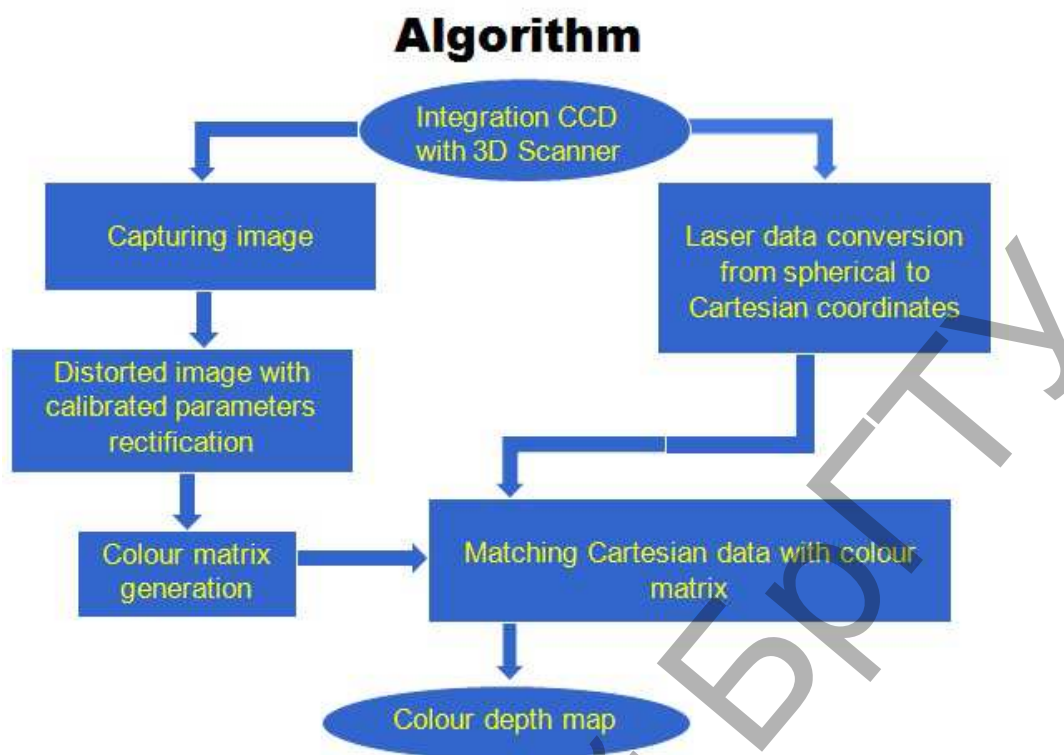 Algorithm
Integration CCD
with 3D Scanner
Capturing image
Laser data conversion
from spherical to
Cartesian coordinates
Distorted image with
calibrated parameters
rectification
Colour matrix
generation
Matching Cartesian data with colour
matrix
Colour depth map
БрГТУ